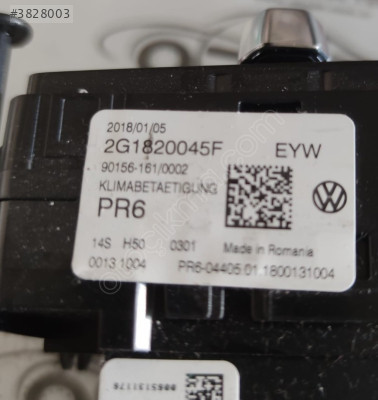 #3828003
2018/01/05
2G1820045F EYW
90156-161/0002
KLIMABETAETIGUNG
PR6
14S H50 0301 Made in Romania
0013 1004 PR6-04405.01.1800131004
0065131176